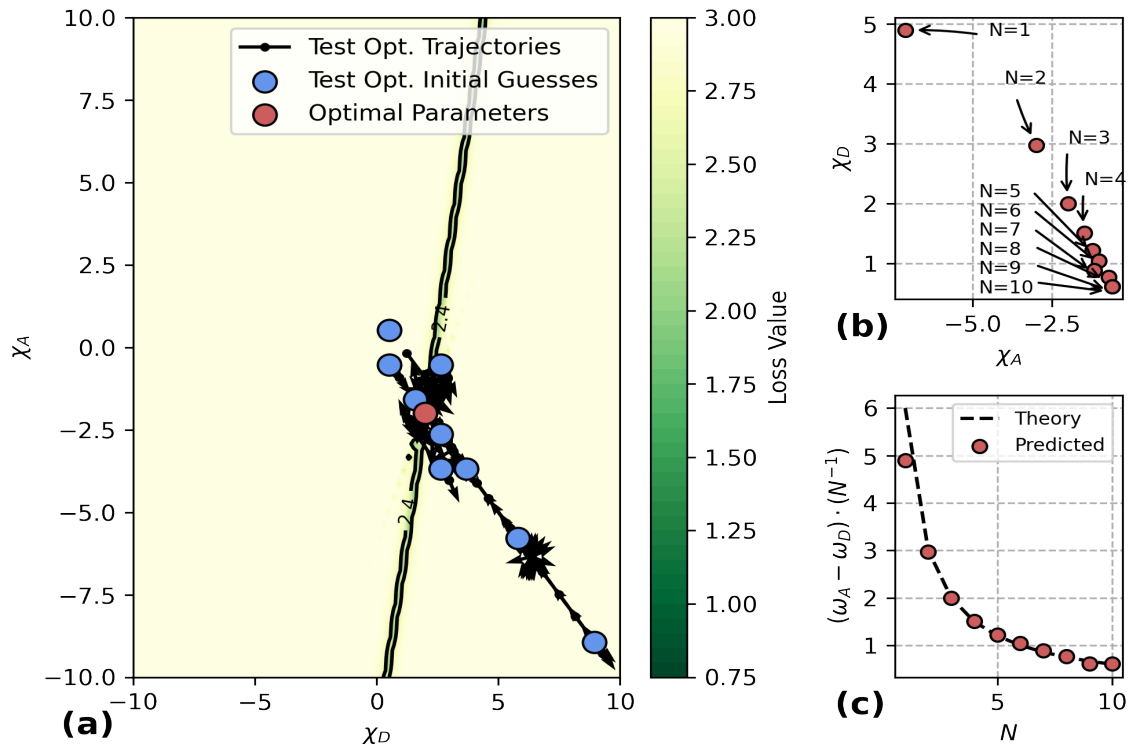 10.0
7.5
5.0
2.5
0.0
−2.5
−5.0
−7.5
−10.0
χA
−10
−5
0
5
10
χD
(a)
Test Opt. Trajectories
Test Opt. Initial Guesses
Optimal Parameters
2.4
2.4
3.00
2.75
2.50
2.25
2.00
1.75
1.50
1.25
1.00
0.75
Loss Value
5
4
3
2
1
χD
N=1
N=2
N=3
N=4
N=5
N=6
N=7
N=8
N=9
N=10
−5.0
−2.5
χA
(b)
6
5
4
3
2
1
(ωA − ωD) · (N⁻¹)
Theory
Predicted
5
10
N
(c)